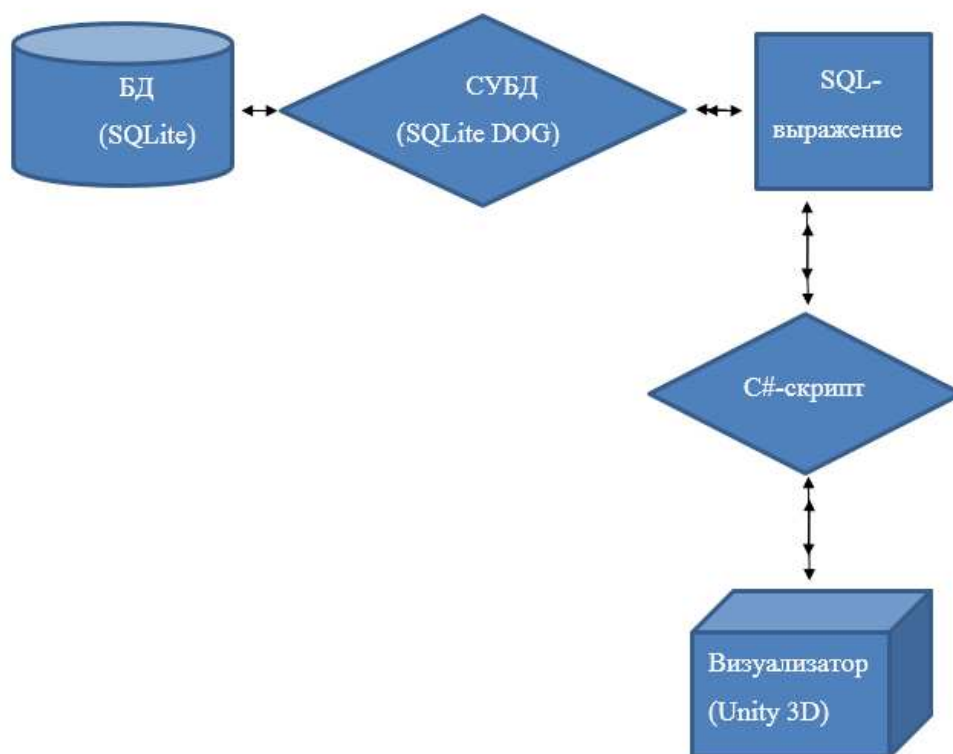 БД
(SQLite)
СУБД
(SQLite DOG)
SQL-
выражение
C#-скрипт
Визуализатор
(Unity 3D)